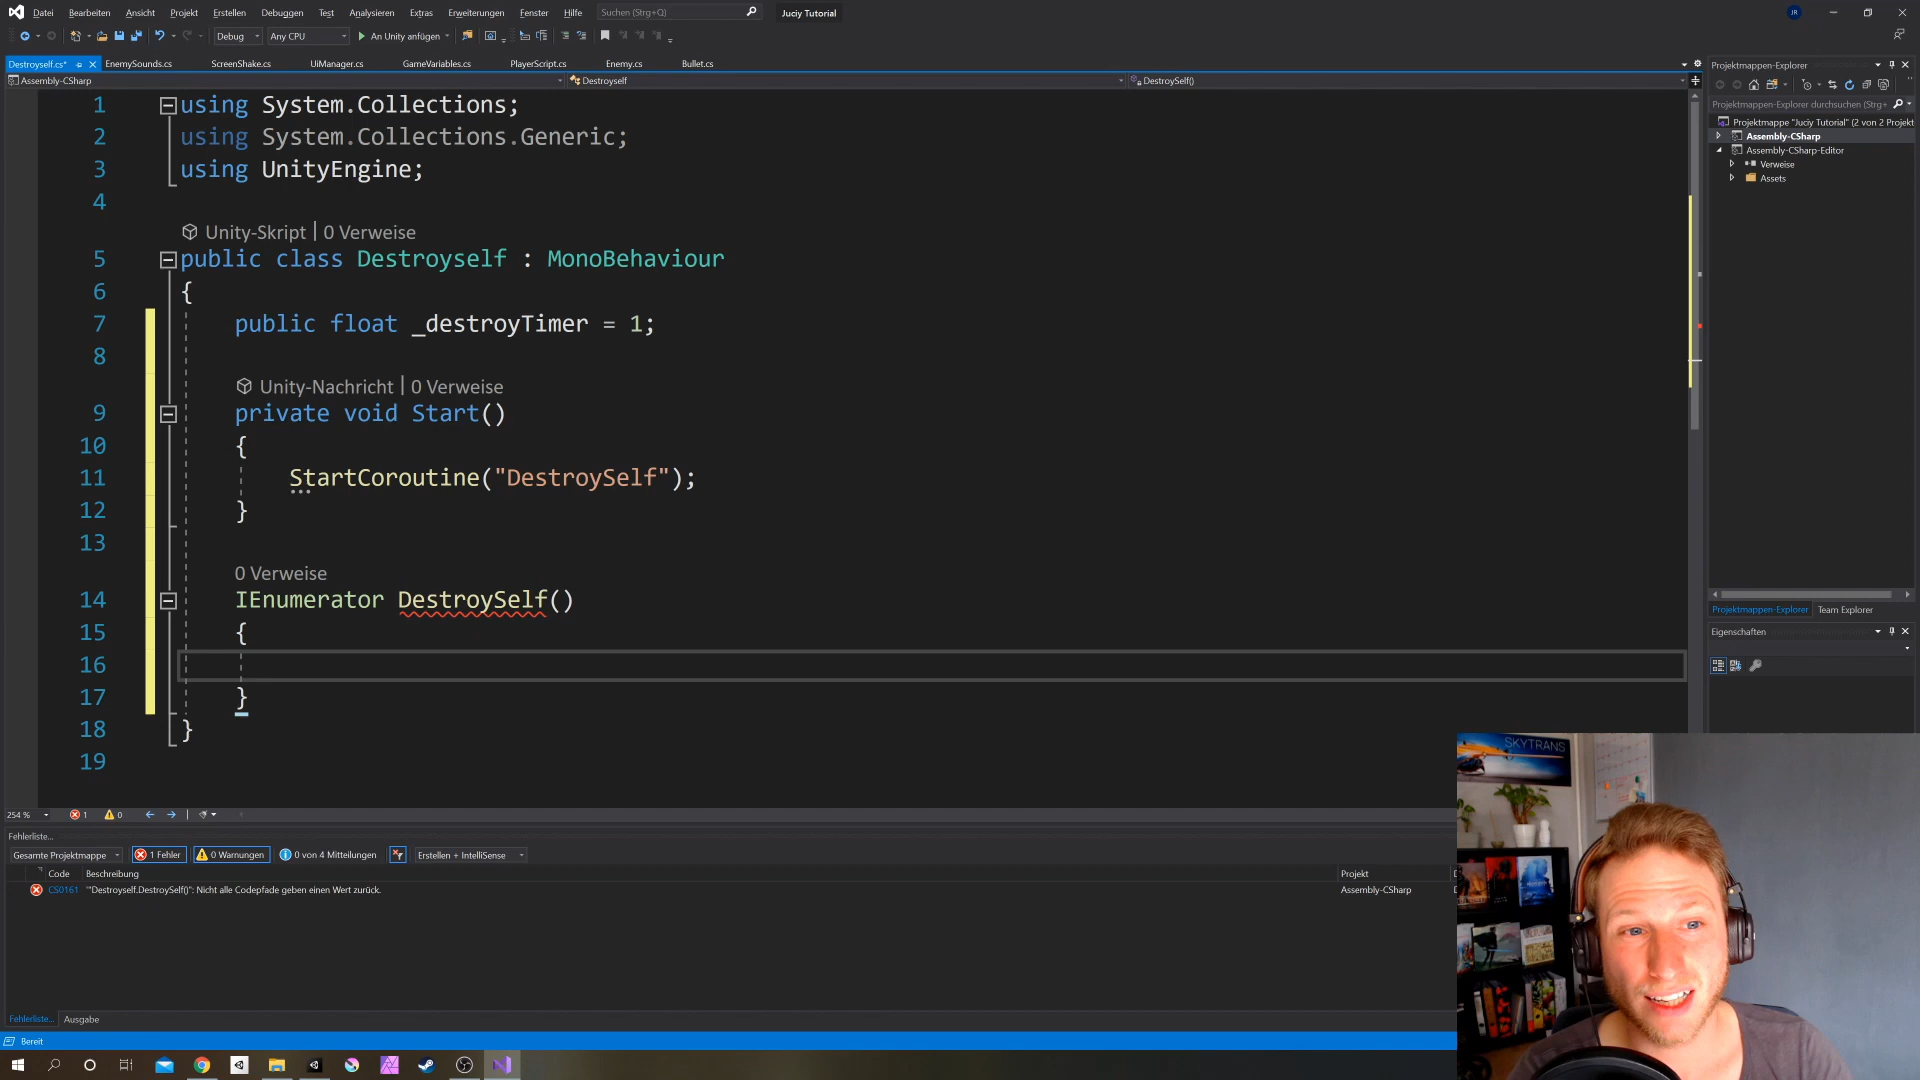 Datei Bearbeiten Ansicht Projekt Erstellen Debuggen Test Analysieren Extras Erweiterungen Fenster Hilfe Suchen (Strg+Q) Juciy Tutorial JR
Debug Any CPU An Unity anfügen
Destroyself.cs* EnemySounds.cs ScreenShake.cs UiManager.cs GameVariables.cs PlayerScript.cs Enemy.cs Bullet.cs
Assembly-CSharp Destroyself DestroySelf()
1 using System.Collections;
2 using System.Collections.Generic;
3 using UnityEngine;
4
Unity-Skript | 0 Verweise
5 public class Destroyself : MonoBehaviour
6 {
7 public float _destroyTimer = 1;
8
Unity-Nachricht | 0 Verweise
9 private void Start()
10 {
11 StartCoroutine("DestroySelf");
12 }
13
0 Verweise
14 IEnumerator DestroySelf()
15 {
16
17 }
18 }
19
254 % 1 0
Fehlerliste...
Gesamte Projektmappe 1 Fehler 0 Warnungen 0 von 4 Mitteilungen Erstellen + IntelliSense
Code Beschreibung Projekt
CS0161 "Destroyself.DestroySelf()": Nicht alle Codepfade geben einen Wert zurück. Assembly-CSharp
Fehlerliste... Ausgabe
Bereit
Projektmappen-Explorer
Projektmappen-Explorer durchsuchen (Strg+
Projektmappe "Juciy Tutorial" (2 von 2 Projekt
Assembly-CSharp
Assembly-CSharp-Editor
Verweise
Assets
Projektmappen-Explorer Team Explorer
Eigenschaften
SKYTRANS